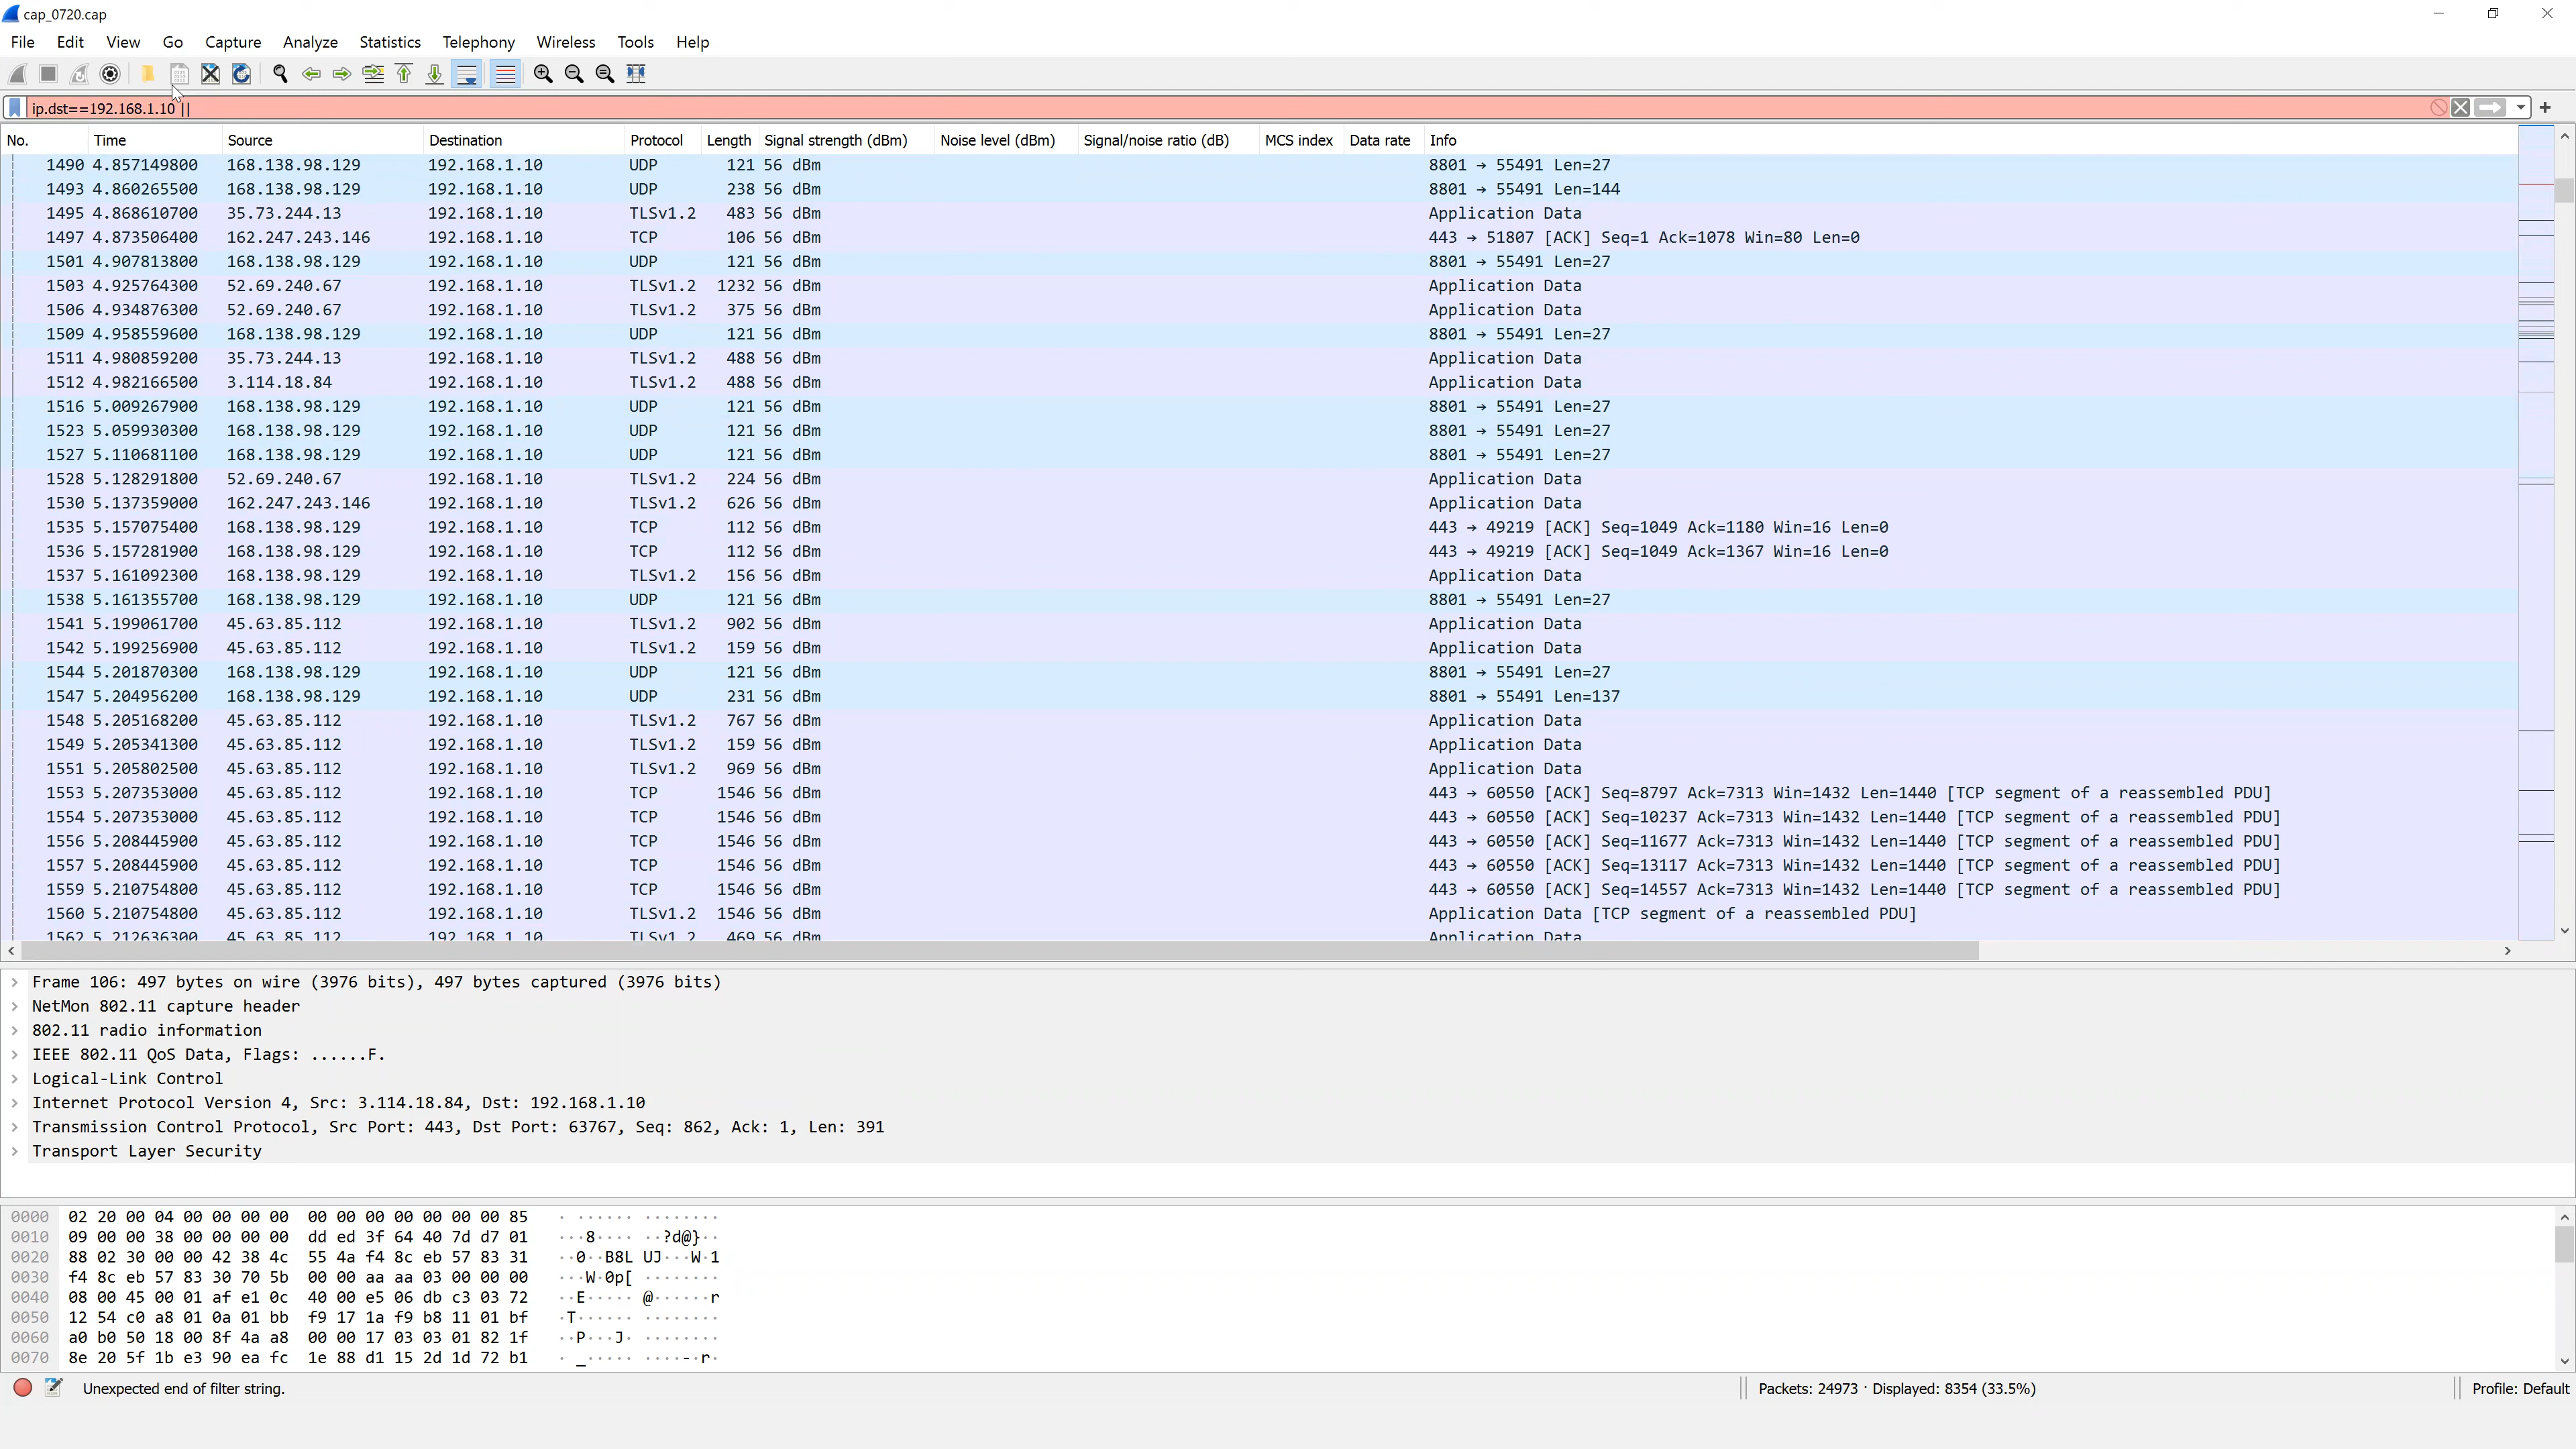 cap_0720.cap
File Edit View Go Capture Analyze Statistics Telephony Wireless Tools Help
ip.dst==192.168.1.10 ||
No. Time Source Destination Protocol Length Signal strength (dBm) Noise level (dBm) Signal/noise ratio (dB) MCS index Data rate Info
1490 4.857149800 168.138.98.129 192.168.1.10 UDP 121 56 dBm 8801 → 55491 Len=27
1493 4.860265500 168.138.98.129 192.168.1.10 UDP 238 56 dBm 8801 → 55491 Len=144
1495 4.868610700 35.73.244.13 192.168.1.10 TLSv1.2 483 56 dBm Application Data
1497 4.873506400 162.247.243.146 192.168.1.10 TCP 106 56 dBm 443 → 51807 [ACK] Seq=1 Ack=1078 Win=80 Len=0
1501 4.907813800 168.138.98.129 192.168.1.10 UDP 121 56 dBm 8801 → 55491 Len=27
1503 4.925764300 52.69.240.67 192.168.1.10 TLSv1.2 1232 56 dBm Application Data
1506 4.934876300 52.69.240.67 192.168.1.10 TLSv1.2 375 56 dBm Application Data
1509 4.958559600 168.138.98.129 192.168.1.10 UDP 121 56 dBm 8801 → 55491 Len=27
1511 4.980859200 35.73.244.13 192.168.1.10 TLSv1.2 488 56 dBm Application Data
1512 4.982166500 3.114.18.84 192.168.1.10 TLSv1.2 488 56 dBm Application Data
1516 5.009267900 168.138.98.129 192.168.1.10 UDP 121 56 dBm 8801 → 55491 Len=27
1523 5.059930300 168.138.98.129 192.168.1.10 UDP 121 56 dBm 8801 → 55491 Len=27
1527 5.110681100 168.138.98.129 192.168.1.10 UDP 121 56 dBm 8801 → 55491 Len=27
1528 5.128291800 52.69.240.67 192.168.1.10 TLSv1.2 224 56 dBm Application Data
1530 5.137359000 162.247.243.146 192.168.1.10 TLSv1.2 626 56 dBm Application Data
1535 5.157075400 168.138.98.129 192.168.1.10 TCP 112 56 dBm 443 → 49219 [ACK] Seq=1049 Ack=1180 Win=16 Len=0
1536 5.157281900 168.138.98.129 192.168.1.10 TCP 112 56 dBm 443 → 49219 [ACK] Seq=1049 Ack=1367 Win=16 Len=0
1537 5.161092300 168.138.98.129 192.168.1.10 TLSv1.2 156 56 dBm Application Data
1538 5.161355700 168.138.98.129 192.168.1.10 UDP 121 56 dBm 8801 → 55491 Len=27
1541 5.199061700 45.63.85.112 192.168.1.10 TLSv1.2 902 56 dBm Application Data
1542 5.199256900 45.63.85.112 192.168.1.10 TLSv1.2 159 56 dBm Application Data
1544 5.201870300 168.138.98.129 192.168.1.10 UDP 121 56 dBm 8801 → 55491 Len=27
1547 5.204956200 168.138.98.129 192.168.1.10 UDP 231 56 dBm 8801 → 55491 Len=137
1548 5.205168200 45.63.85.112 192.168.1.10 TLSv1.2 767 56 dBm Application Data
1549 5.205341300 45.63.85.112 192.168.1.10 TLSv1.2 159 56 dBm Application Data
1551 5.205802500 45.63.85.112 192.168.1.10 TLSv1.2 969 56 dBm Application Data
1553 5.207353000 45.63.85.112 192.168.1.10 TCP 1546 56 dBm 443 → 60550 [ACK] Seq=8797 Ack=7313 Win=1432 Len=1440 [TCP segment of a reassembled PDU]
1554 5.207353000 45.63.85.112 192.168.1.10 TCP 1546 56 dBm 443 → 60550 [ACK] Seq=10237 Ack=7313 Win=1432 Len=1440 [TCP segment of a reassembled PDU]
1556 5.208445900 45.63.85.112 192.168.1.10 TCP 1546 56 dBm 443 → 60550 [ACK] Seq=11677 Ack=7313 Win=1432 Len=1440 [TCP segment of a reassembled PDU]
1557 5.208445900 45.63.85.112 192.168.1.10 TCP 1546 56 dBm 443 → 60550 [ACK] Seq=13117 Ack=7313 Win=1432 Len=1440 [TCP segment of a reassembled PDU]
1559 5.210754800 45.63.85.112 192.168.1.10 TCP 1546 56 dBm 443 → 60550 [ACK] Seq=14557 Ack=7313 Win=1432 Len=1440 [TCP segment of a reassembled PDU]
1560 5.210754800 45.63.85.112 192.168.1.10 TLSv1.2 1546 56 dBm Application Data [TCP segment of a reassembled PDU]
1562 5.212636300 45.63.85.112 192.168.1.10 TLSv1.2 469 56 dBm Application Data
Frame 106: 497 bytes on wire (3976 bits), 497 bytes captured (3976 bits)
NetMon 802.11 capture header
802.11 radio information
IEEE 802.11 QoS Data, Flags: ......F.
Logical-Link Control
Internet Protocol Version 4, Src: 3.114.18.84, Dst: 192.168.1.10
Transmission Control Protocol, Src Port: 443, Dst Port: 63767, Seq: 862, Ack: 1, Len: 391
Transport Layer Security
0000 02 20 00 04 00 00 00 00 00 00 00 00 00 00 00 85 · ······ ········
0010 09 00 00 38 00 00 00 00 dd ed 3f 64 40 7d d7 01 ···8···· ··?d@}··
0020 88 02 30 00 00 42 38 4c 55 4a f4 8c eb 57 83 31 ··0··B8L UJ···W·1
0030 f4 8c eb 57 83 30 70 5b 00 00 aa aa 03 00 00 00 ···W·0p[ ········
0040 08 00 45 00 01 af e1 0c 40 00 e5 06 db c3 03 72 ··E····· @······r
0050 12 54 c0 a8 01 0a 01 bb f9 17 1a f9 b8 11 01 bf ·T······ ········
0060 a0 b0 50 18 00 8f 4a a8 00 00 17 03 03 01 82 1f ··P···J· ········
0070 8e 20 5f 1b e3 90 ea fc 1e 88 d1 15 2d 1d 72 b1 · _····· ····-·r·
Unexpected end of filter string. Packets: 24973 · Displayed: 8354 (33.5%) Profile: Default